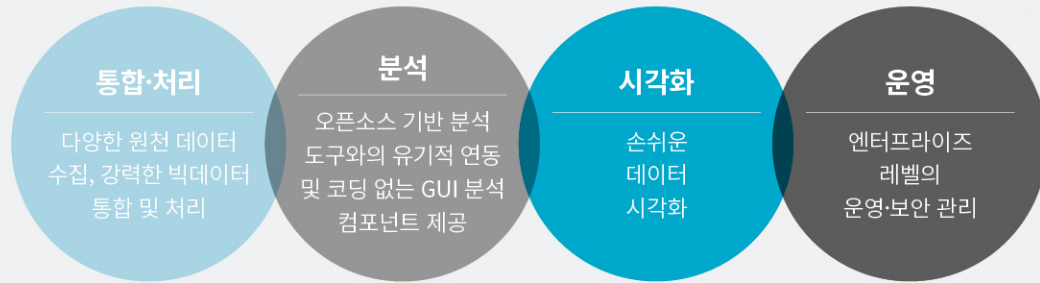 통합·처리
다양한 원천 데이터
수집, 강력한 빅데이터
통합 및 처리
분석
오픈소스 기반 분석
도구와의 유기적 연동
및 코딩 없는 GUI 분석
컴포넌트 제공
시각화
손쉬운
데이터
시각화
운영
엔터프라이즈
레벨의
운영·보안 관리